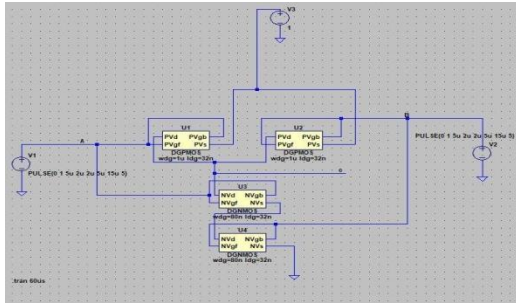 V3
1
U1
U2
PVd PVgb
PVgf PVs
PVd PVgb
PVgf PVs
DGPMOS
wdg=1u ldg=32n
DGPMOS
wdg=1u ldg=32n
A
B
V1
PULSE(0 1 5u 2u 2u 5u 15u 5)
PULSE(0 1 5u 2u 2u 5u 15u 5)
V2
U3
NVd NVgb
NVgf NVs
DGNMOS
wdg=80n ldg=32n
U4
NVd NVgb
NVgf NVs
DGNMOS
wdg=80n ldg=32n
.tran 60us